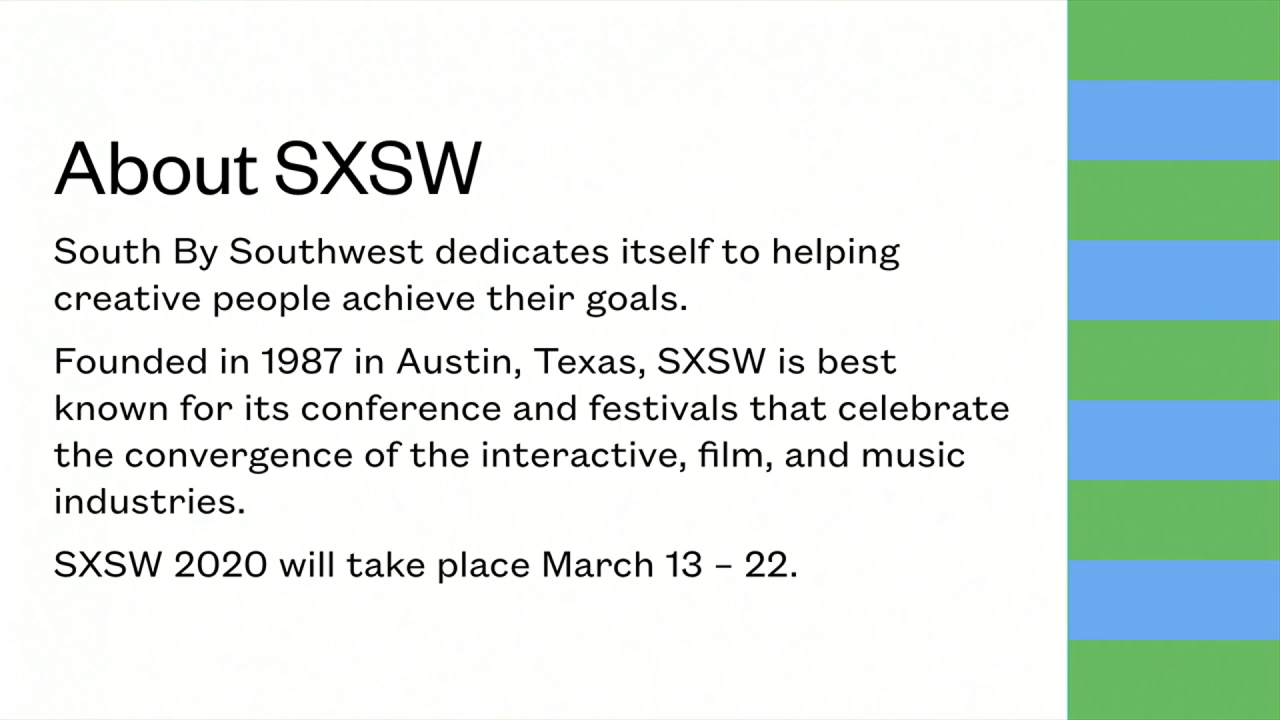 About SXSW
South By Southwest dedicates itself to helping
creative people achieve their goals.
Founded in 1987 in Austin, Texas, SXSW is best
known for its conference and festivals that celebrate
the convergence of the interactive, film, and music
industries.
SXSW 2020 will take place March 13 – 22.